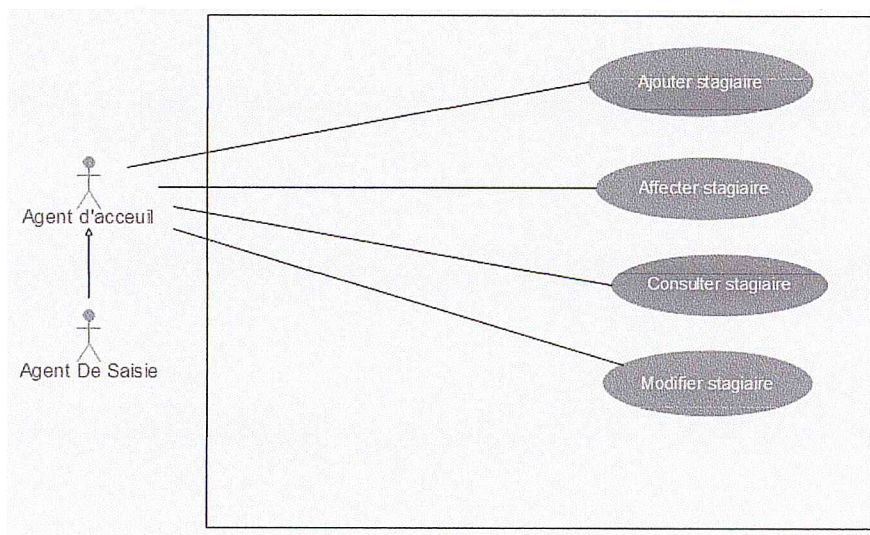 Ajouter stagiaire
Affecter stagiaire
Agent d'acceuil
Consulter stagiaire
Agent De Saisie
Modifier stagiaire